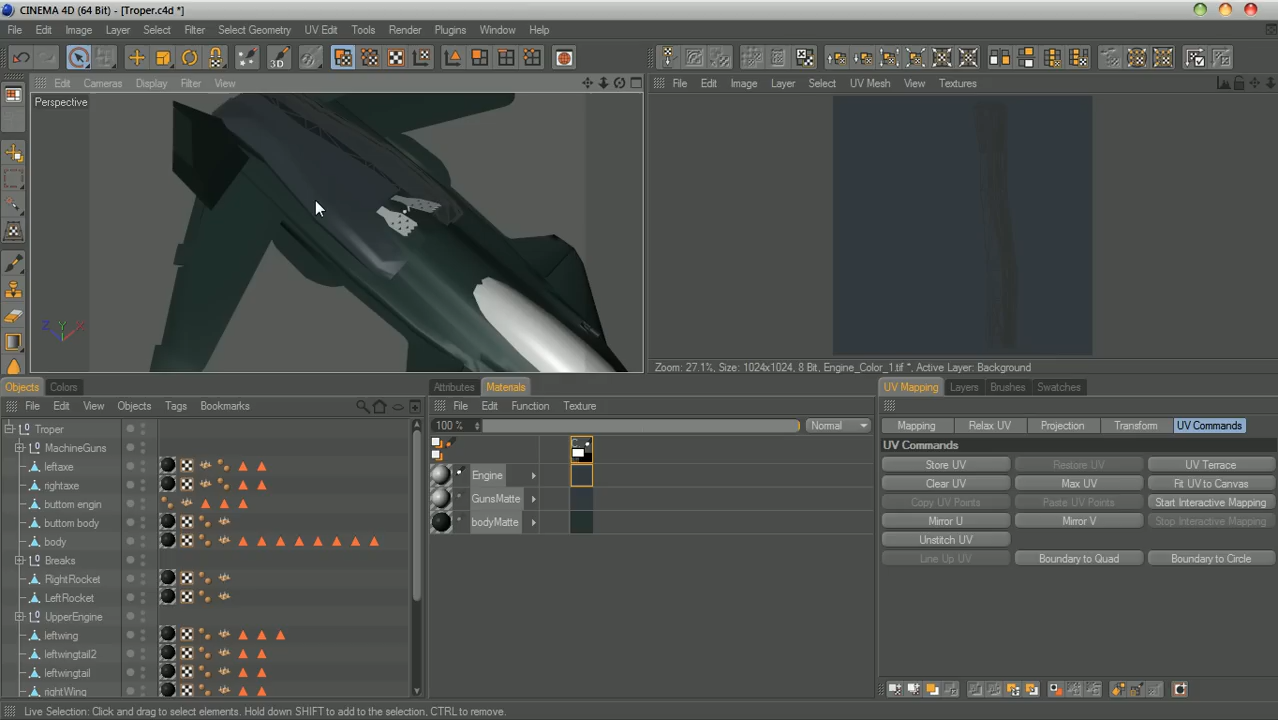 CINEMA 4D (64 Bit) - [Troper.c4d *]
File Edit Image Layer Select Filter Select Geometry UV Edit Tools Render Plugins Window Help
3D
Edit Cameras Display Filter View
File Edit Image Layer Select UV Mesh View Textures
Perspective
Z Y X
Zoom: 27.1%, Size: 1024x1024, 8 Bit, Engine_Color_1.tif *, Active Layer: Background
Objects Colors
Attributes Materials
UV Mapping Layers Brushes Swatches
File Edit View Objects Tags Bookmarks
File Edit Function Texture
100 % Normal
Mapping Relax UV Projection Transform UV Commands
Troper
MachineGuns
leftaxe
rightaxe
buttom engin
buttom body
body
Breaks
RightRocket
LeftRocket
UpperEngine
leftwing
leftwingtail2
leftwingtail
rightWing
C..
Engine
GunsMatte
bodyMatte
UV Commands
Store UV Restore UV UV Terrace
Clear UV Max UV Fit UV to Canvas
Copy UV Points Paste UV Points Start Interactive Mapping
Mirror U Mirror V Stop Interactive Mapping
Unstitch UV
Line Up UV Boundary to Quad Boundary to Circle
Live Selection: Click and drag to select elements. Hold down SHIFT to add to the selection, CTRL to remove.